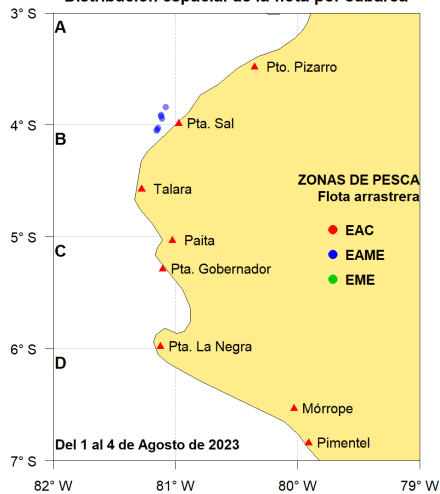 Distribución espacial de la flota por subárea
3° S
A
Pto. Pizarro
4° S
Pta. Sal
B
ZONAS DE PESCA
Talara
Flota arrastrera
EAC
5° S
Paita
C
EAME
Pta. Gobernador
EME
6° S
Pta. La Negra
D
Mórrope
Del 1 al 4 de Agosto de 2023
Pimentel
7° S
82° W
81° W
80° W
79° W